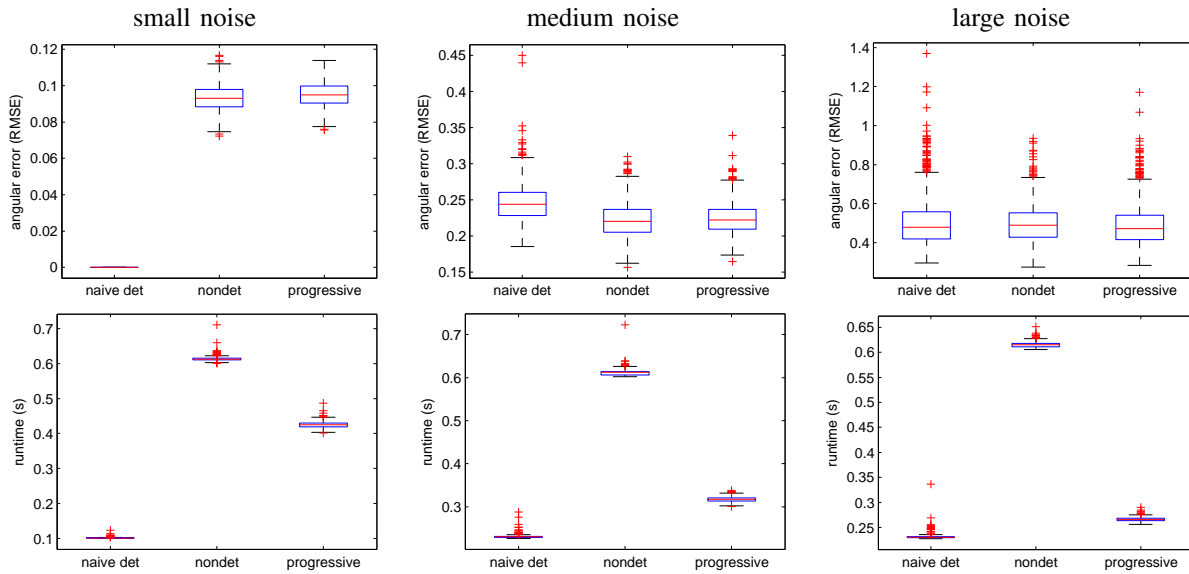 small noise
medium noise
large noise
0.12
0.1
0.08
0.06
0.04
0.02
0
angular error (RMSE)
naive det
nondet
progressive
0.45
0.4
0.35
0.3
0.25
0.2
0.15
angular error (RMSE)
naive det
nondet
progressive
1.4
1.2
1
0.8
0.6
0.4
angular error (RMSE)
naive det
nondet
progressive
0.7
0.6
0.5
0.4
0.3
0.2
0.1
runtime (s)
naive det
nondet
progressive
0.7
0.6
0.5
0.4
0.3
runtime (s)
naive det
nondet
progressive
0.65
0.6
0.55
0.5
0.45
0.4
0.35
0.3
0.25
runtime (s)
naive det
nondet
progressive